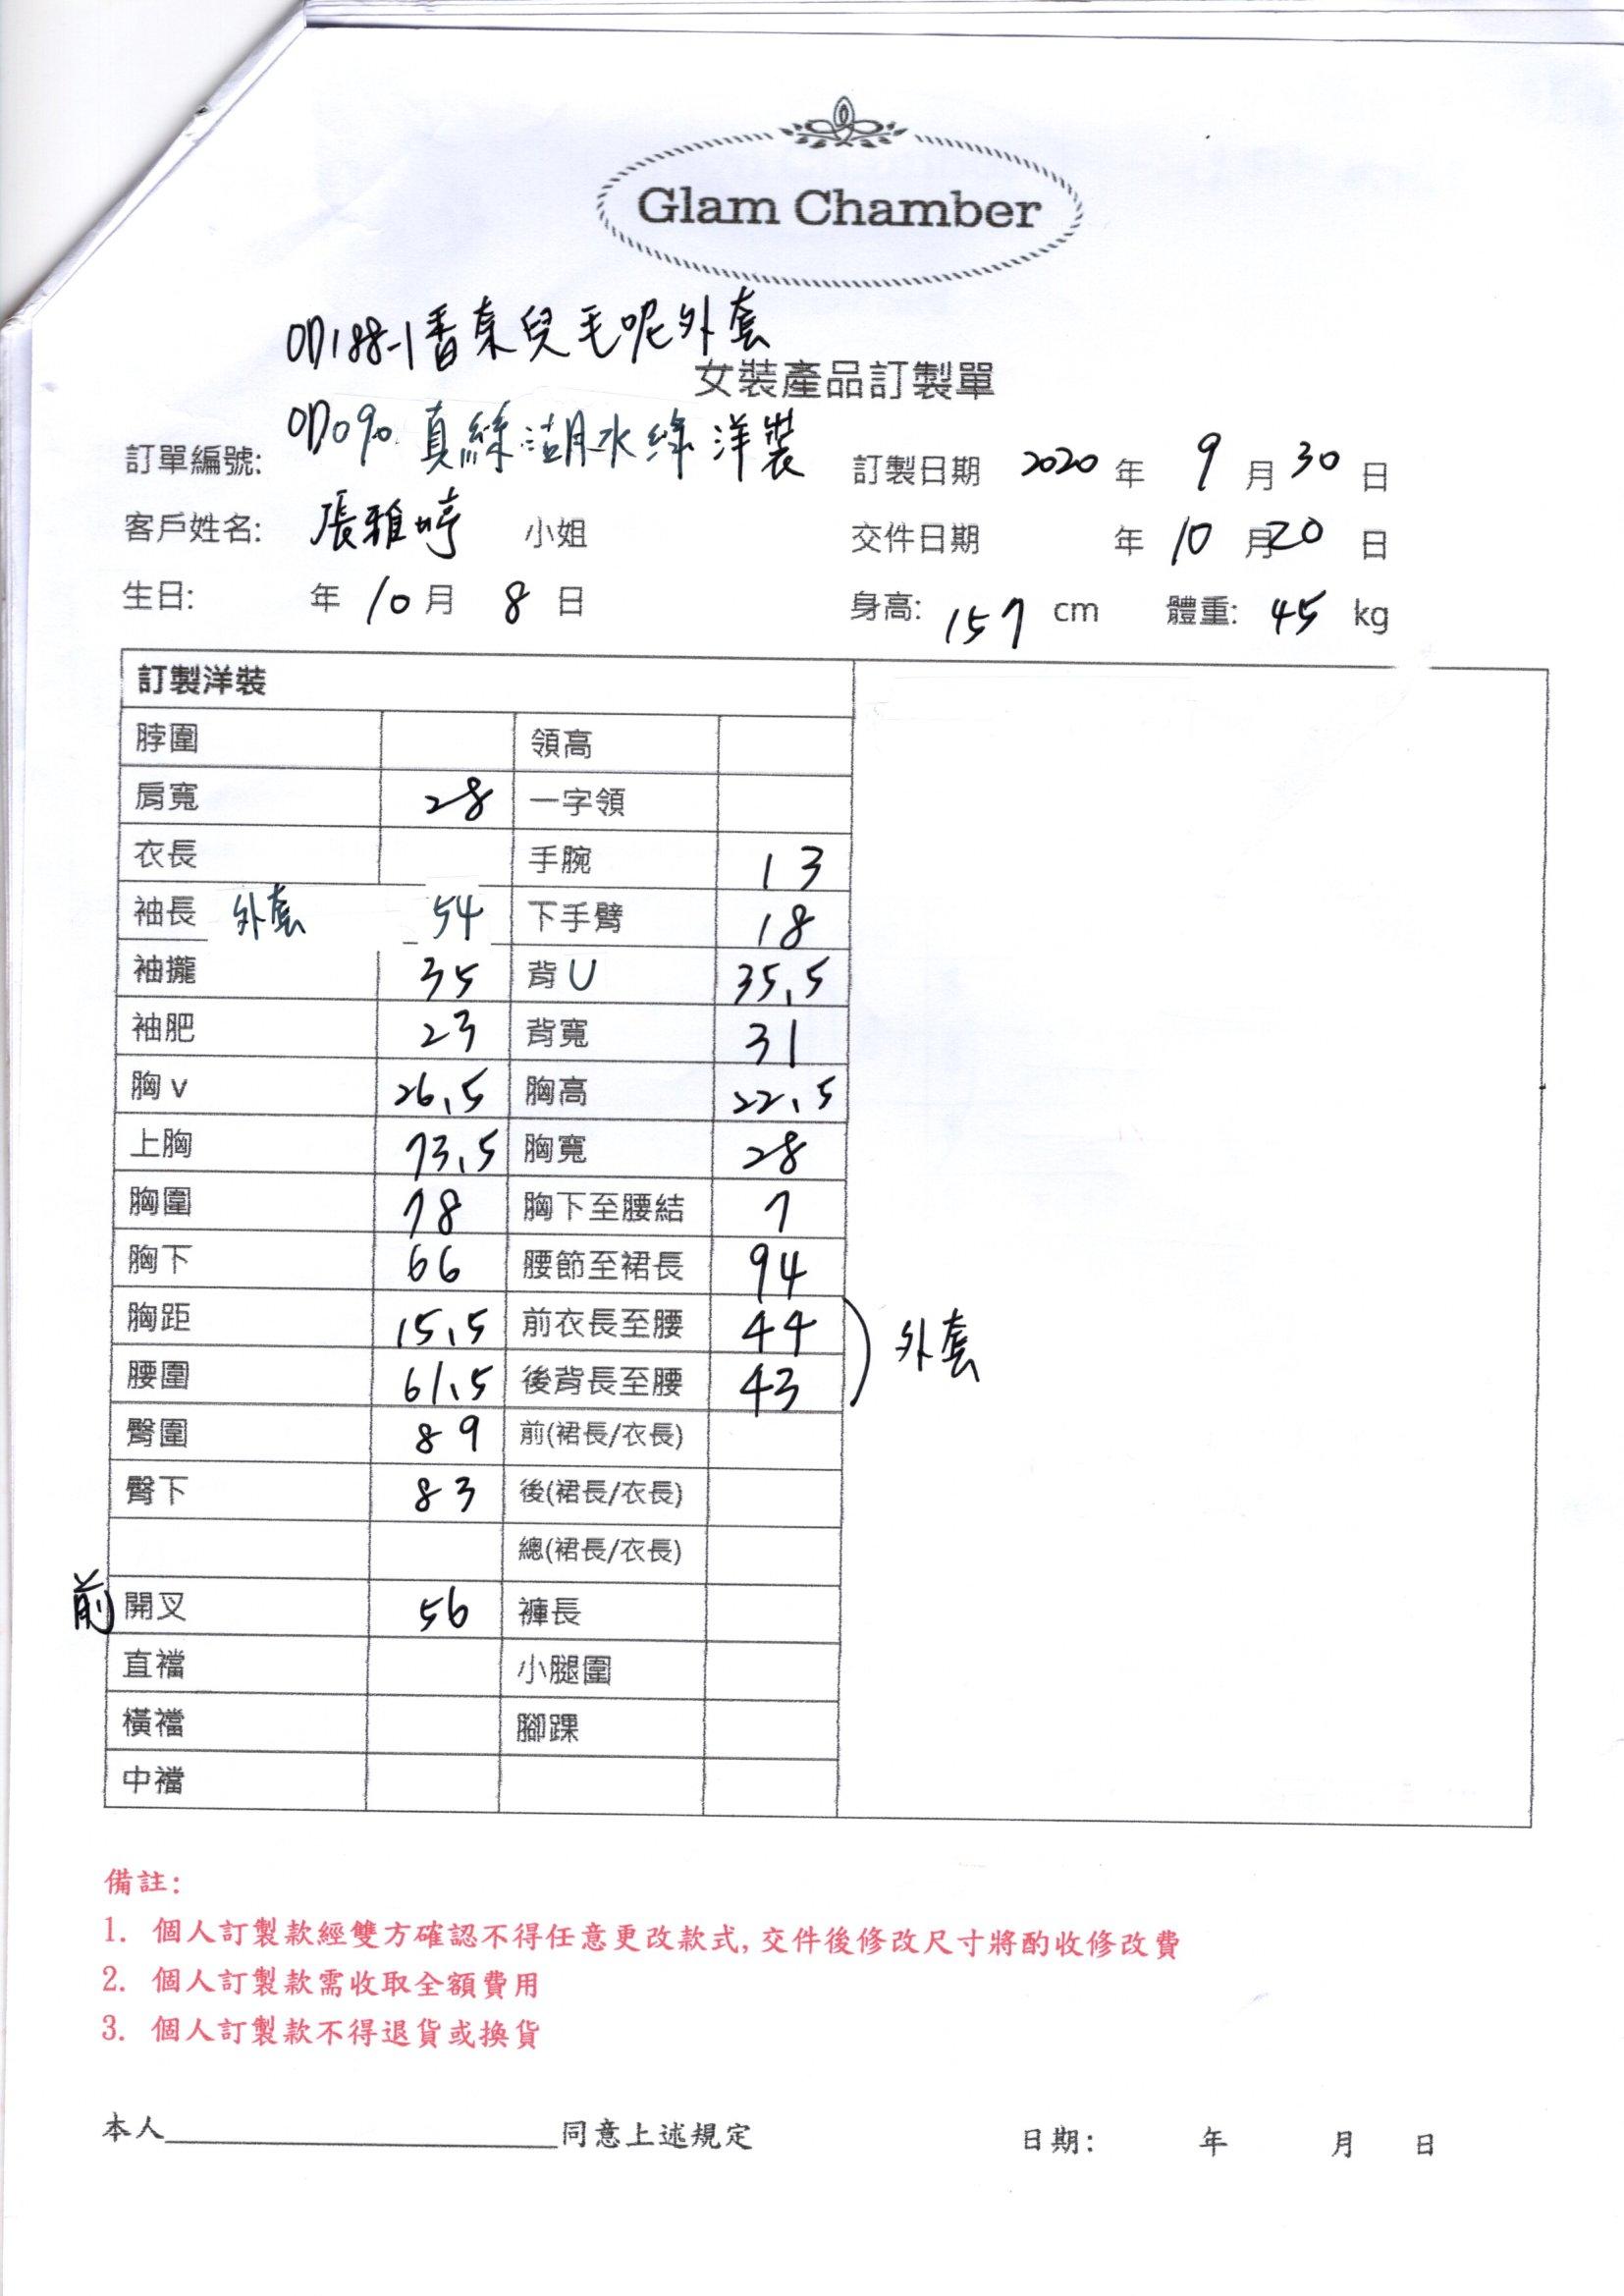 Glam Chamber
OD188-1香奈兒毛呢外套
女裝產品訂製單
OD090 真絲湖水綠洋裝
訂單編號: 訂製日期 2020 年 9 月 30 日
客戶姓名: 張雅婷 小姐 交件日期 年 10 月 20 日
生日: 年 10 月 8 日 身高: 157 cm 體重: 45 kg
訂製洋裝
脖圍 領高
肩寬 28 一字領
衣長 手腕 13
袖長 外套 54 下手臂 18
袖攏 35 背U 35.5
袖肥 23 背寬 31
胸v 26.5 胸高 22.5
上胸 73.5 胸寬 28
胸圍 78 胸下至腰結 7
胸下 66 腰節至裙長 94
胸距 15.5 前衣長至腰 44
外套
腰圍 61.5 後背長至腰 43
臀圍 89 前(裙長/衣長)
臀下 83 後(裙長/衣長)
總(裙長/衣長)
前 開叉 56 褲長
直襠 小腿圍
橫襠 腳踝
中襠
備註:
1. 個人訂製款經雙方確認不得任意更改款式,交件後修改尺寸將酌收修改費
2. 個人訂製款需收取全額費用
3. 個人訂製款不得退貨或換貨
本人____________________同意上述規定 日期: 年 月 日